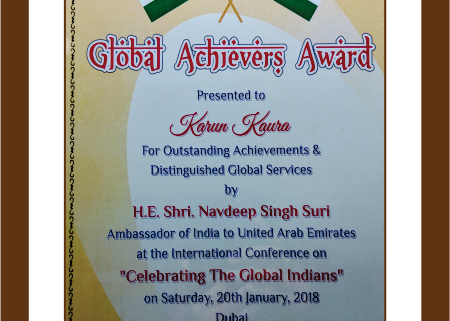 Global Achievers Award
Presented to
Karun Kaura
For Outstanding Achievements &
Distinguished Global Services
by
H.E. Shri. Navdeep Singh Suri
Ambassador of India to United Arab Emirates
at the International Conference on
"Celebrating The Global Indians"
on Saturday, 20th January, 2018
Dubai